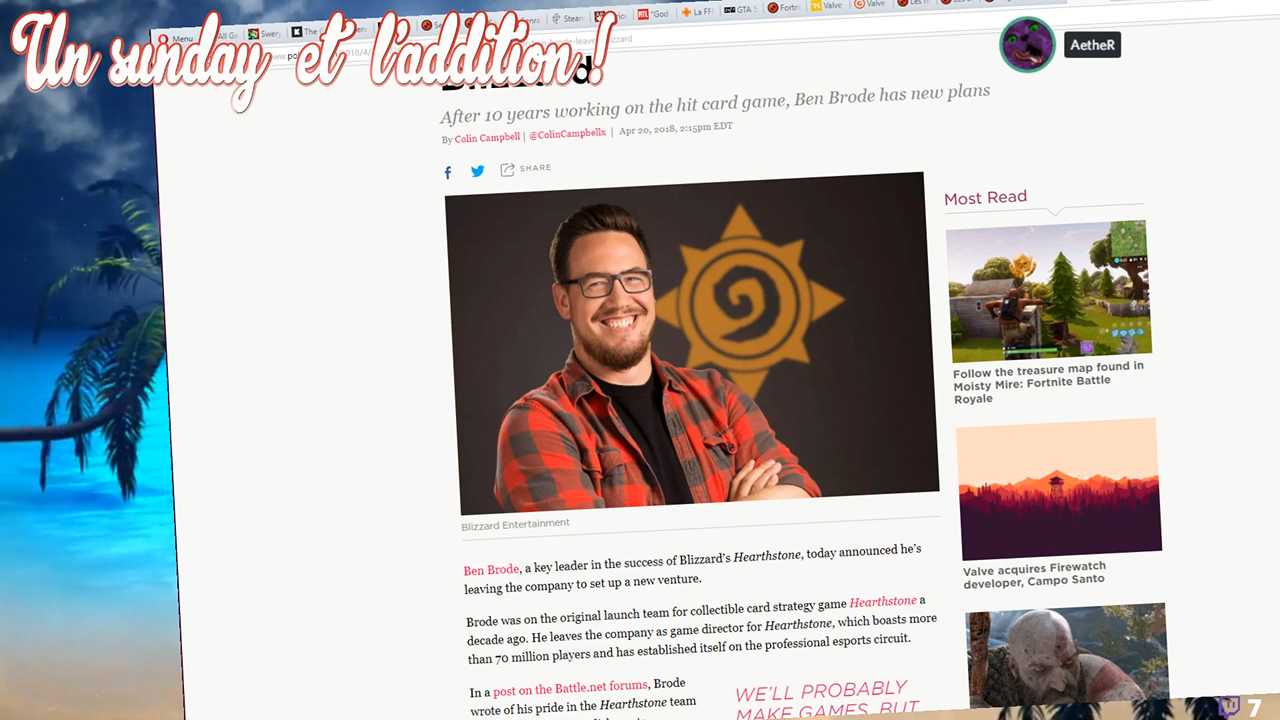 Un sunday et l'addition!
Menu
AetheR
After 10 years working on the hit card game, Ben Brode has new plans
By Colin Campbell | @ColinCampbellx | Apr 20, 2018, 2:15pm EDT
SHARE
Most Read
Follow the treasure map found in
Moisty Mire: Fortnite Battle
Royale
Blizzard Entertainment
Valve acquires Firewatch
developer, Campo Santo
Ben Brode, a key leader in the success of Blizzard's Hearthstone, today announced he's
leaving the company to set up a new venture.
Brode was on the original launch team for collectible card strategy game Hearthstone a
decade ago. He leaves the company as game director for Hearthstone, which boasts more
than 70 million players and has established itself on the professional esports circuit.
In a post on the Battle.net forums, Brode
wrote of his pride in the Hearthstone team
WE'LL PROBABLY
MAKE GAMES, BUT
7